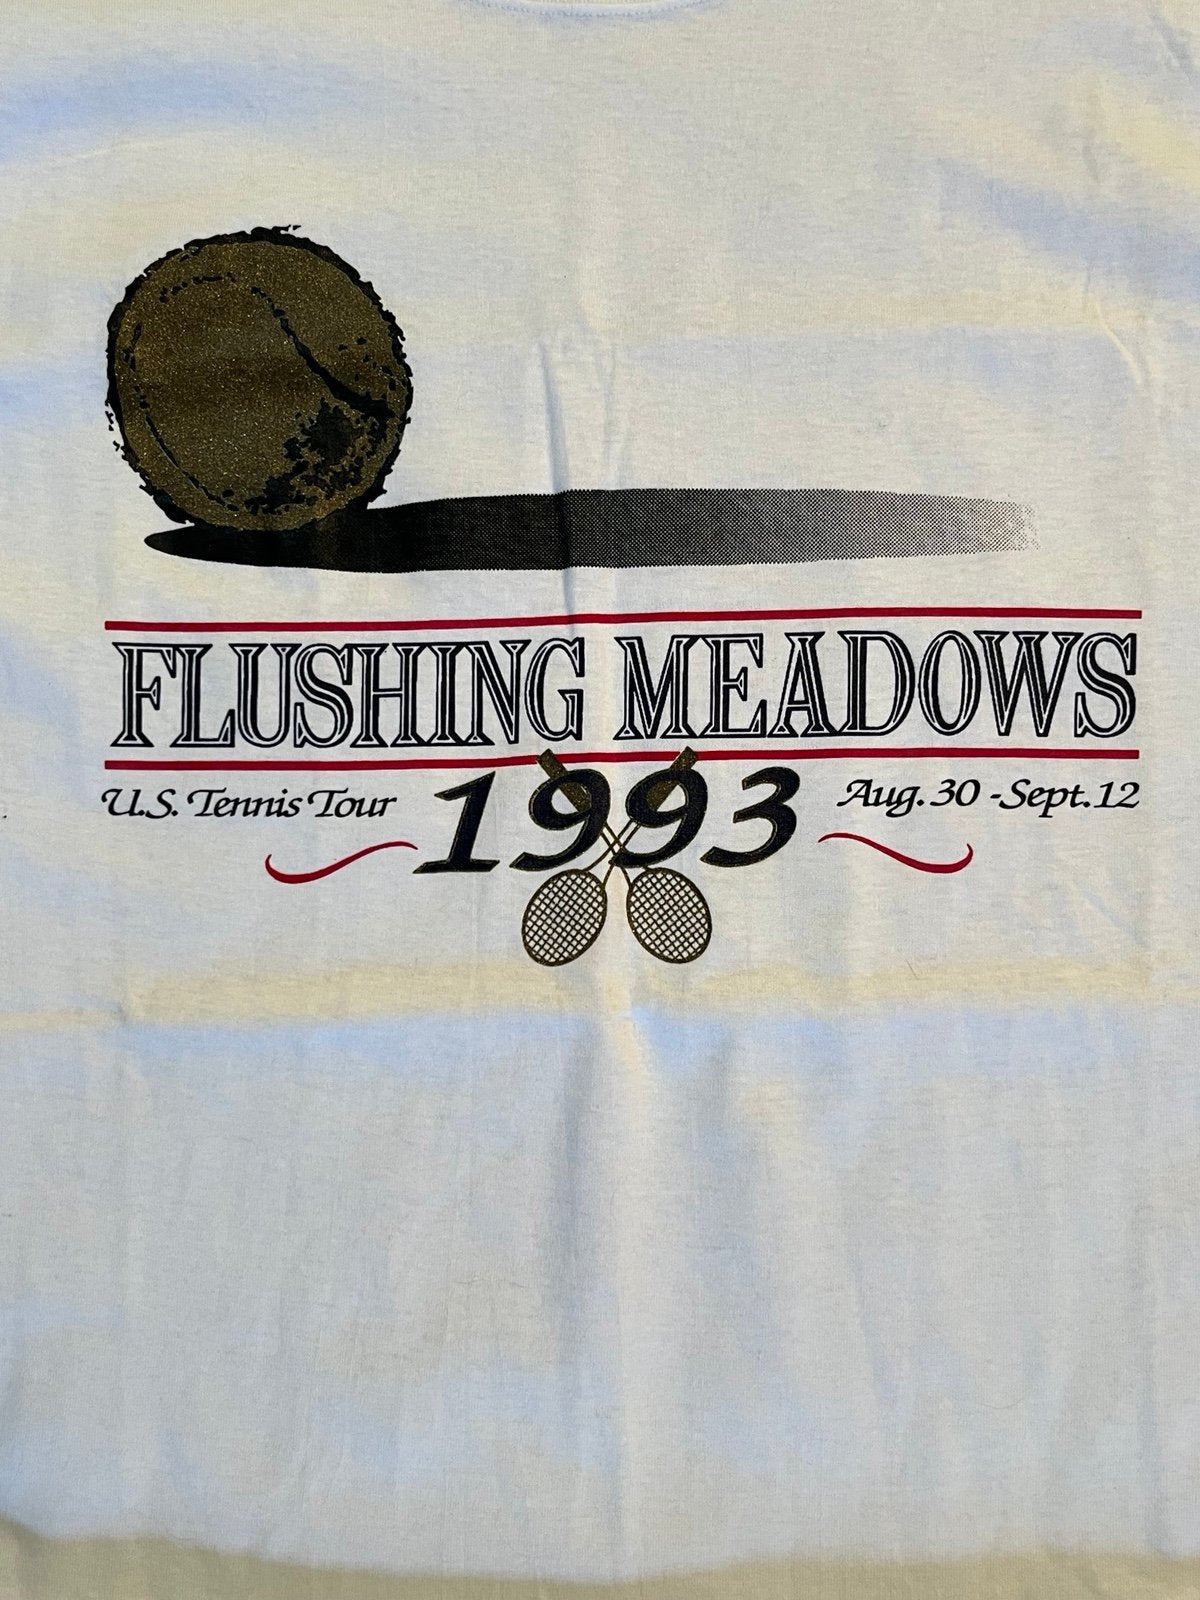 FLUSHING MEADOWS
U.S. Tennis Tour 1993 Aug. 30 - Sept. 12